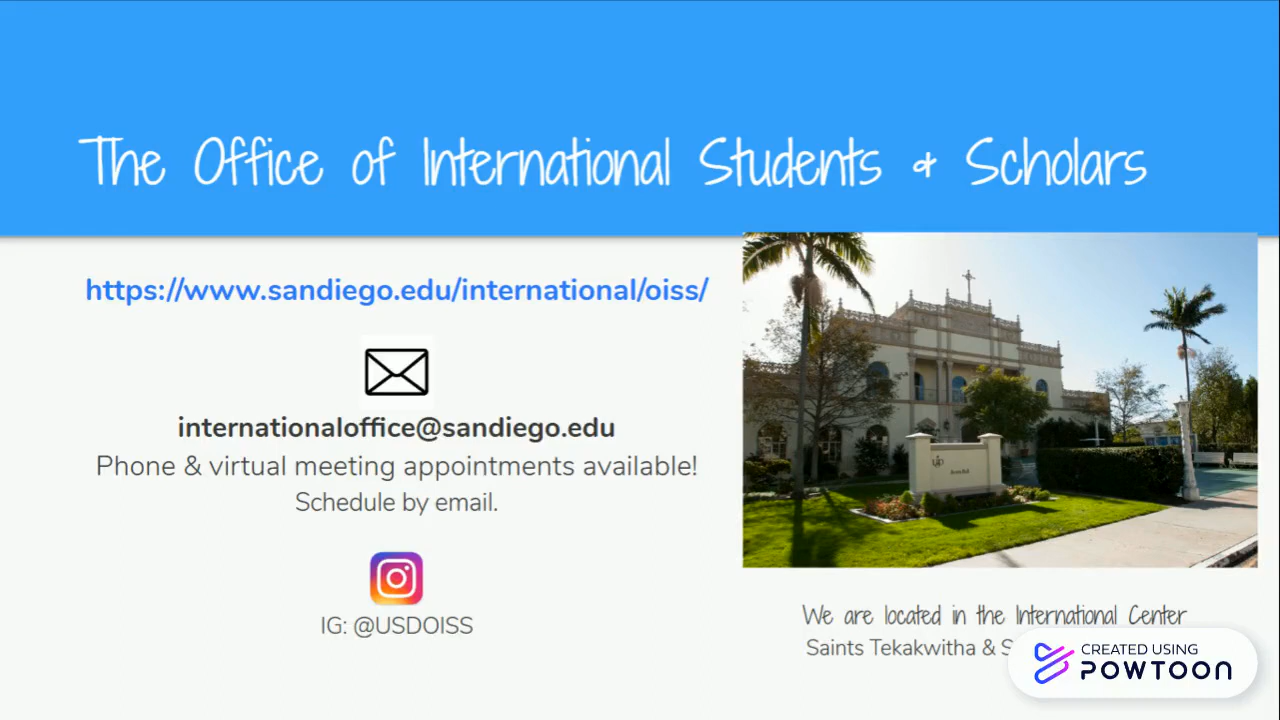 The Office of International Students & Scholars
https://www.sandiego.edu/international/oiss/
internationaloffice@sandiego.edu
Phone & virtual meeting appointments available!
Schedule by email.
IG: @USDOISS
We are located in the International Center
Saints Tekakwitha &
CREATED USING
POWTOON